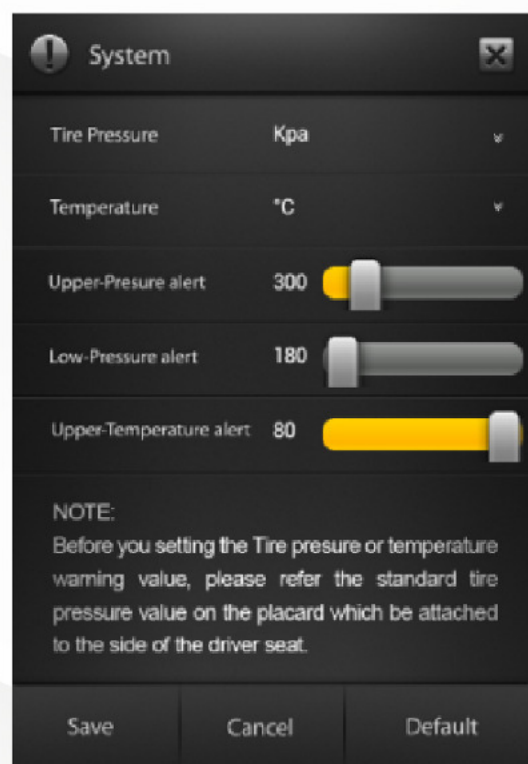 System
Tire Pressure Kpa
Temperature °C
Upper-Presure alert 300
Low-Pressure alert 180
Upper-Temperature alert 80
NOTE:
Before you setting the Tire presure or temperature
warning value, please refer the standard tire
pressure value on the placard which be attached
to the side of the driver seat.
Save Cancel Default